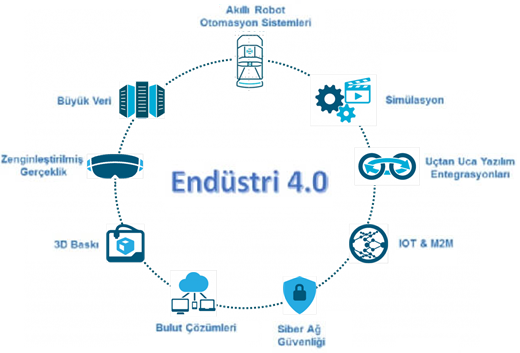 Akıllı Robot
Otomasyon Sistemleri
Büyük Veri
Simülasyon
Zenginleştirilmiş
Gerçeklik
Endüstri 4.0
Uçtan Uca Yazılım
Entegrasyonları
3D Baskı
IOT & M2M
Bulut Çözümleri
Siber Ağ
Güvenliği